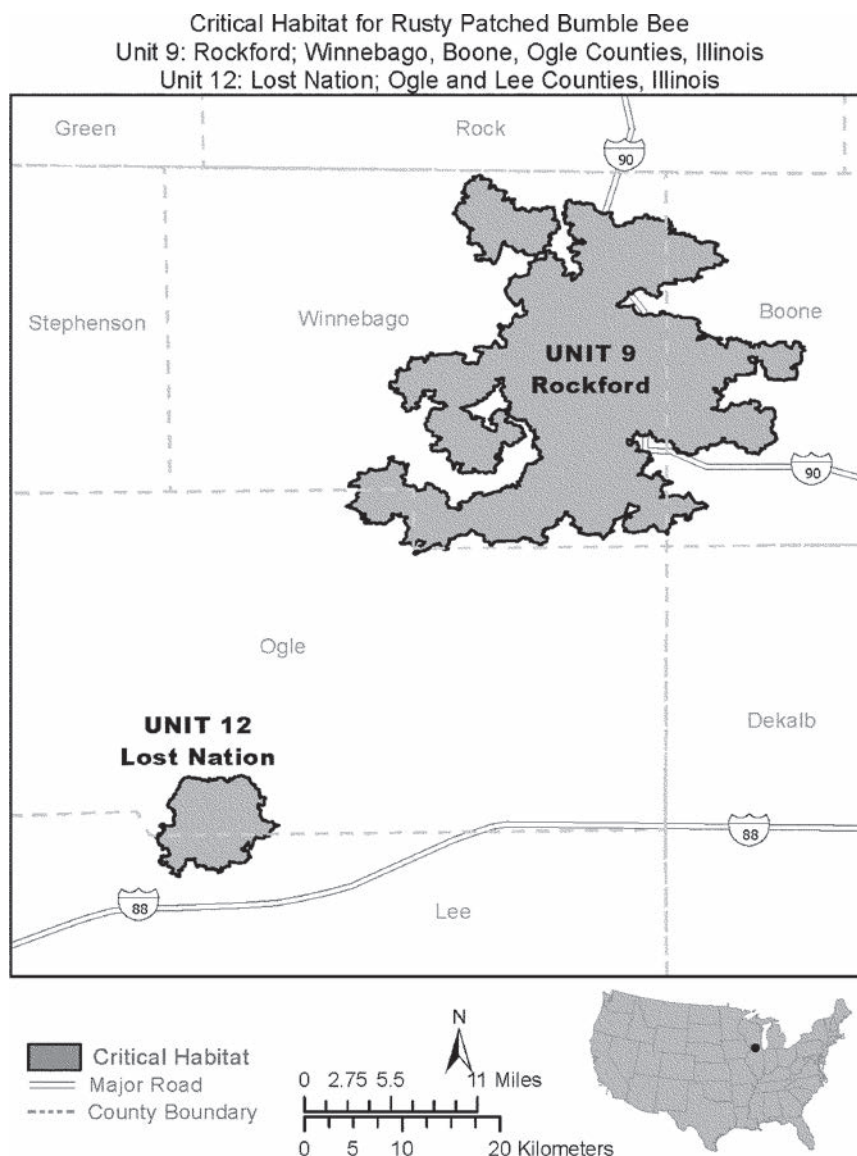 Critical Habitat for Rusty Patched Bumble Bee
Unit 9: Rockford; Winnebago, Boone, Ogle Counties, Illinois
Unit 12: Lost Nation; Ogle and Lee Counties, Illinois
Green
Rock
90
Stephenson
Winnebago
Boone
UNIT 9
Rockford
90
Ogle
UNIT 12
Lost Nation
Dekalb
88
88
Lee
Critical Habitat
Major Road
County Boundary
N
0 2.75 5.5 11 Miles
0 5 10 20 Kilometers